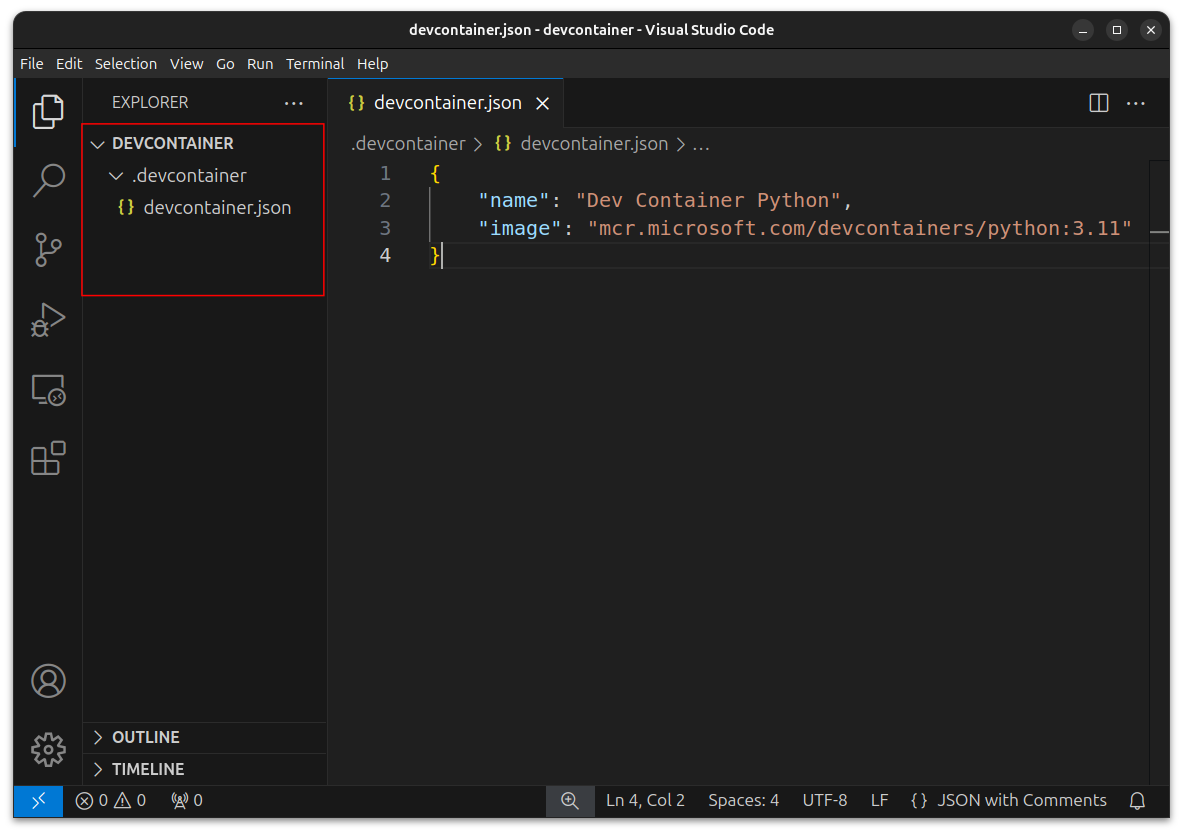 devcontainer.json - devcontainer - Visual Studio Code
File Edit Selection View Go Run Terminal Help
EXPLORER
DEVCONTAINER
.devcontainer
{} devcontainer.json
{} devcontainer.json
.devcontainer > {} devcontainer.json > ...
1 {
2     "name": "Dev Container Python",
3     "image": "mcr.microsoft.com/devcontainers/python:3.11"
4 }
OUTLINE
TIMELINE
0 0 0 Ln 4, Col 2 Spaces: 4 UTF-8 LF {} JSON with Comments